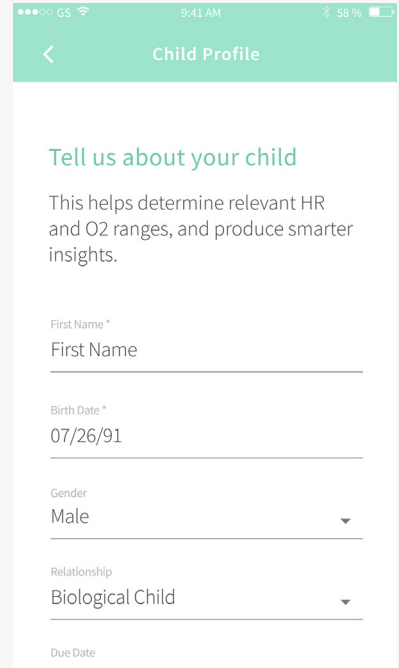 GS 9:41 AM 58 %
Child Profile
Tell us about your child
This helps determine relevant HR
and O2 ranges, and produce smarter
insights.
First Name *
First Name
Birth Date *
07/26/91
Gender
Male
Relationship
Biological Child
Due Date